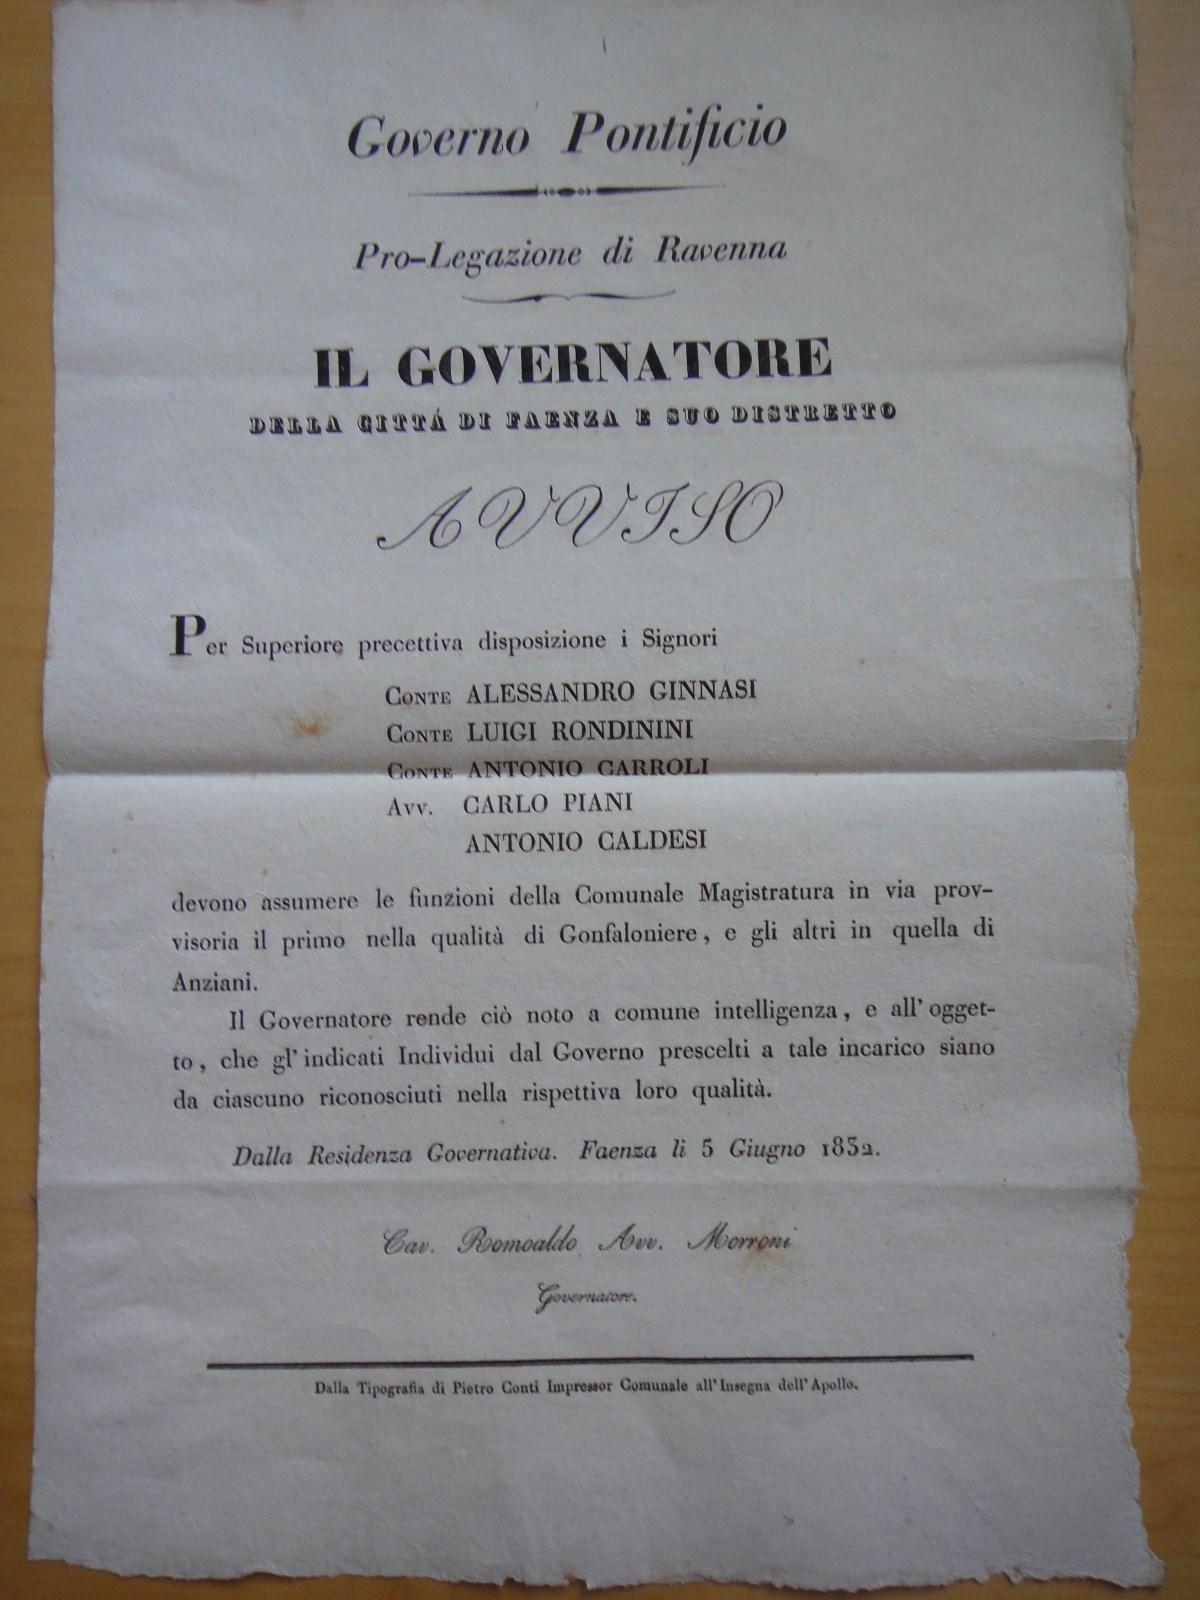 Governo Pontificio
Pro-Legazione di Ravenna
IL GOVERNATORE
DELLA CITTÁ DI FAENZA E SUO DISTRETTO
AVVISO
Per Superiore precettiva disposizione i Signori
CONTE ALESSANDRO GINNASI
CONTE LUIGI RONDININI
CONTE ANTONIO CARROLI
AVV. CARLO PIANI
ANTONIO CALDESI
devono assumere le funzioni della Comunale Magistratura in via prov-
visoria il primo nella qualità di Gonfaloniere, e gli altri in quella di
Anziani.
Il Governatore rende ciò noto a comune intelligenza, e all' ogget-
to, che gl' indicati Individui dal Governo prescelti a tale incarico siano
da ciascuno riconosciuti nella rispettiva loro qualità.
Dalla Residenza Governativa. Faenza li 5 Giugno 1832.
Cav. Romoaldo Avv. Morroni
Governatore.
Dalla Tipografia di Pietro Conti Impressor Comunale all' Insegna dell' Apollo.